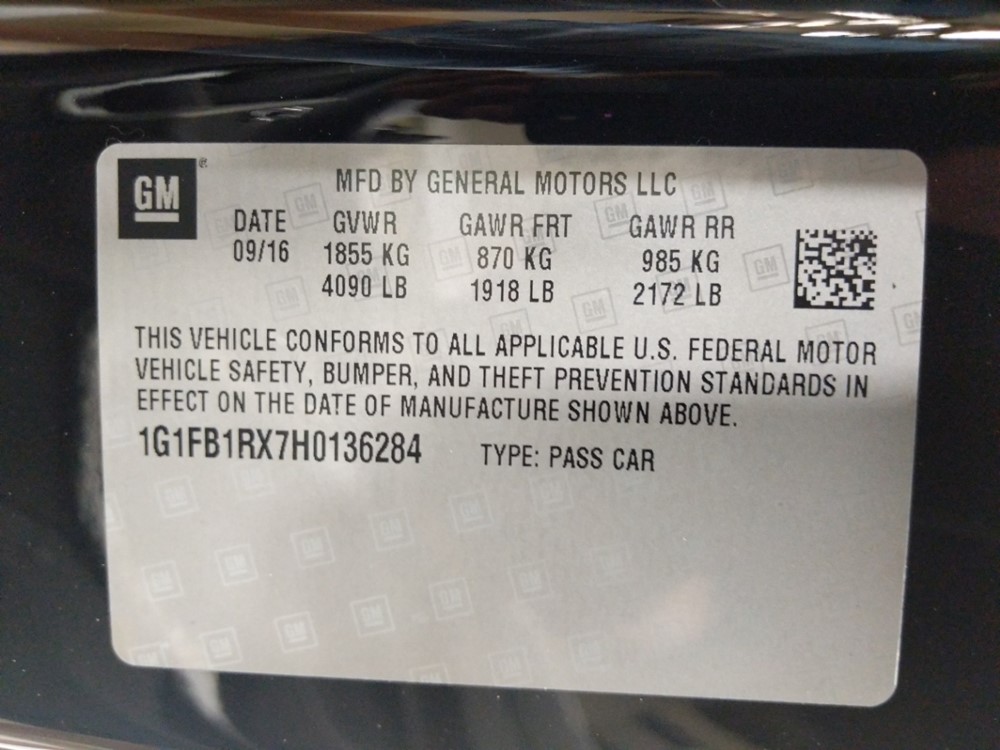 GM ®
MFD BY GENERAL MOTORS LLC
DATE GVWR GAWR FRT GAWR RR
09/16 1855 KG 870 KG 985 KG
4090 LB 1918 LB 2172 LB
THIS VEHICLE CONFORMS TO ALL APPLICABLE U.S. FEDERAL MOTOR
VEHICLE SAFETY, BUMPER, AND THEFT PREVENTION STANDARDS IN
EFFECT ON THE DATE OF MANUFACTURE SHOWN ABOVE.
1G1FB1RX7H0136284 TYPE: PASS CAR